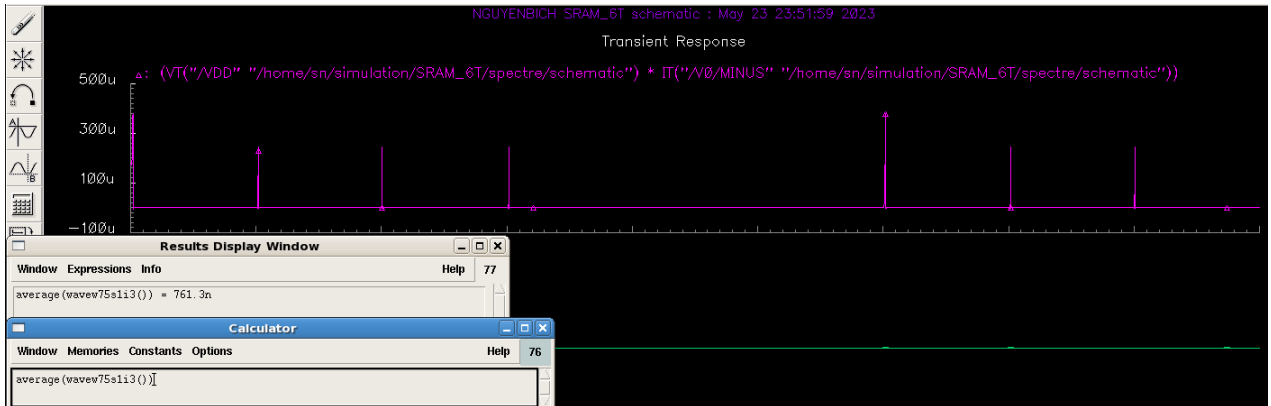 NGUYENBICH SRAM_6T schematic : May 23 23:51:59 2023
Transient Response
△: (VT("/VDD" "/home/sn/simulation/SRAM_6T/spectre/schematic") * IT("/V0/MINUS" "/home/sn/simulation/SRAM_6T/spectre/schematic"))
500u
300u
100u
-100u
A
B
Results Display Window
Window Expressions Info Help 77
average(wavew75s1i3()) = 761.3n
Calculator
Window Memories Constants Options Help 76
average(wavew75s1i3())